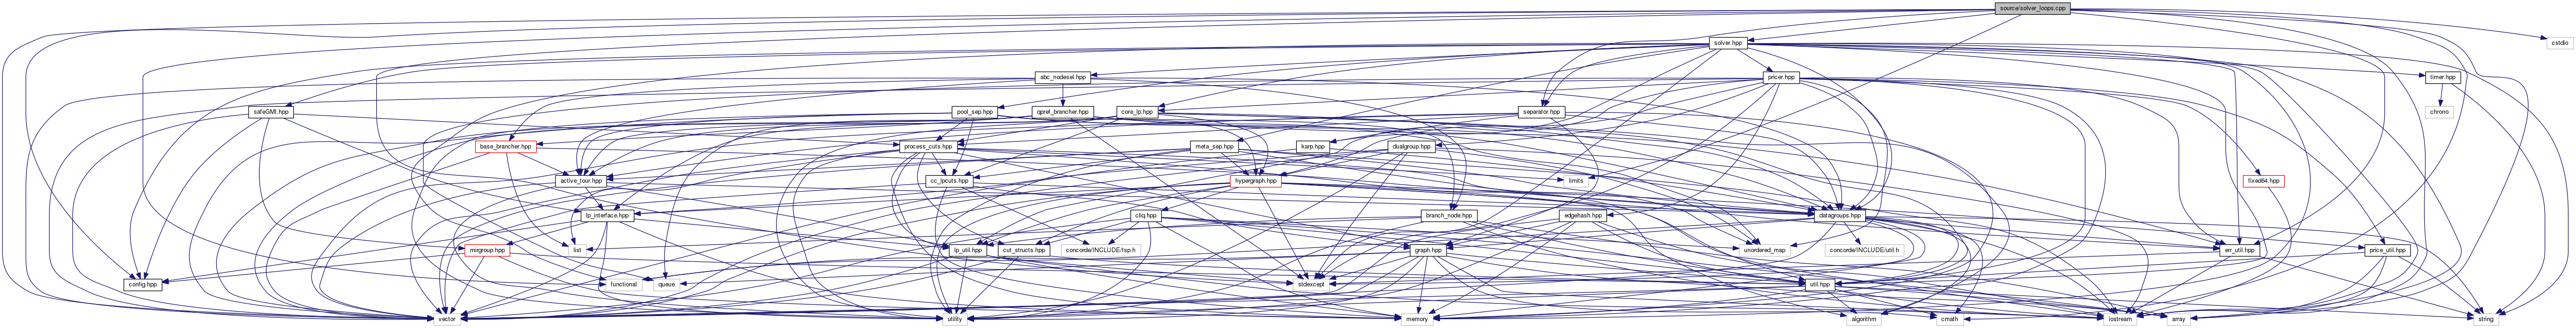 source/solver_loops.cpp
solver.hpp
cstdio
abc_nodesel.hpp
pricer.hpp
timer.hpp
safeGMI.hpp
pool_sep.hpp
qpref_brancher.hpp
core_lp.hpp
separator.hpp
chrono
base_brancher.hpp
process_cuts.hpp
meta_sep.hpp
karp.hpp
dualgroup.hpp
active_tour.hpp
cc_lpcuts.hpp
hypergraph.hpp
limits
fixed64.hpp
lp_interface.hpp
cliq.hpp
branch_node.hpp
edgehash.hpp
datagroups.hpp
mirgroup.hpp
list
lp_util.hpp
cut_structs.hpp
concorde/INCLUDE/tsp.h
graph.hpp
unordered_map
concorde/INCLUDE/util.h
err_util.hpp
price_util.hpp
config.hpp
functional
queue
stdexcept
util.hpp
vector
utility
memory
algorithm
cmath
iostream
array
string